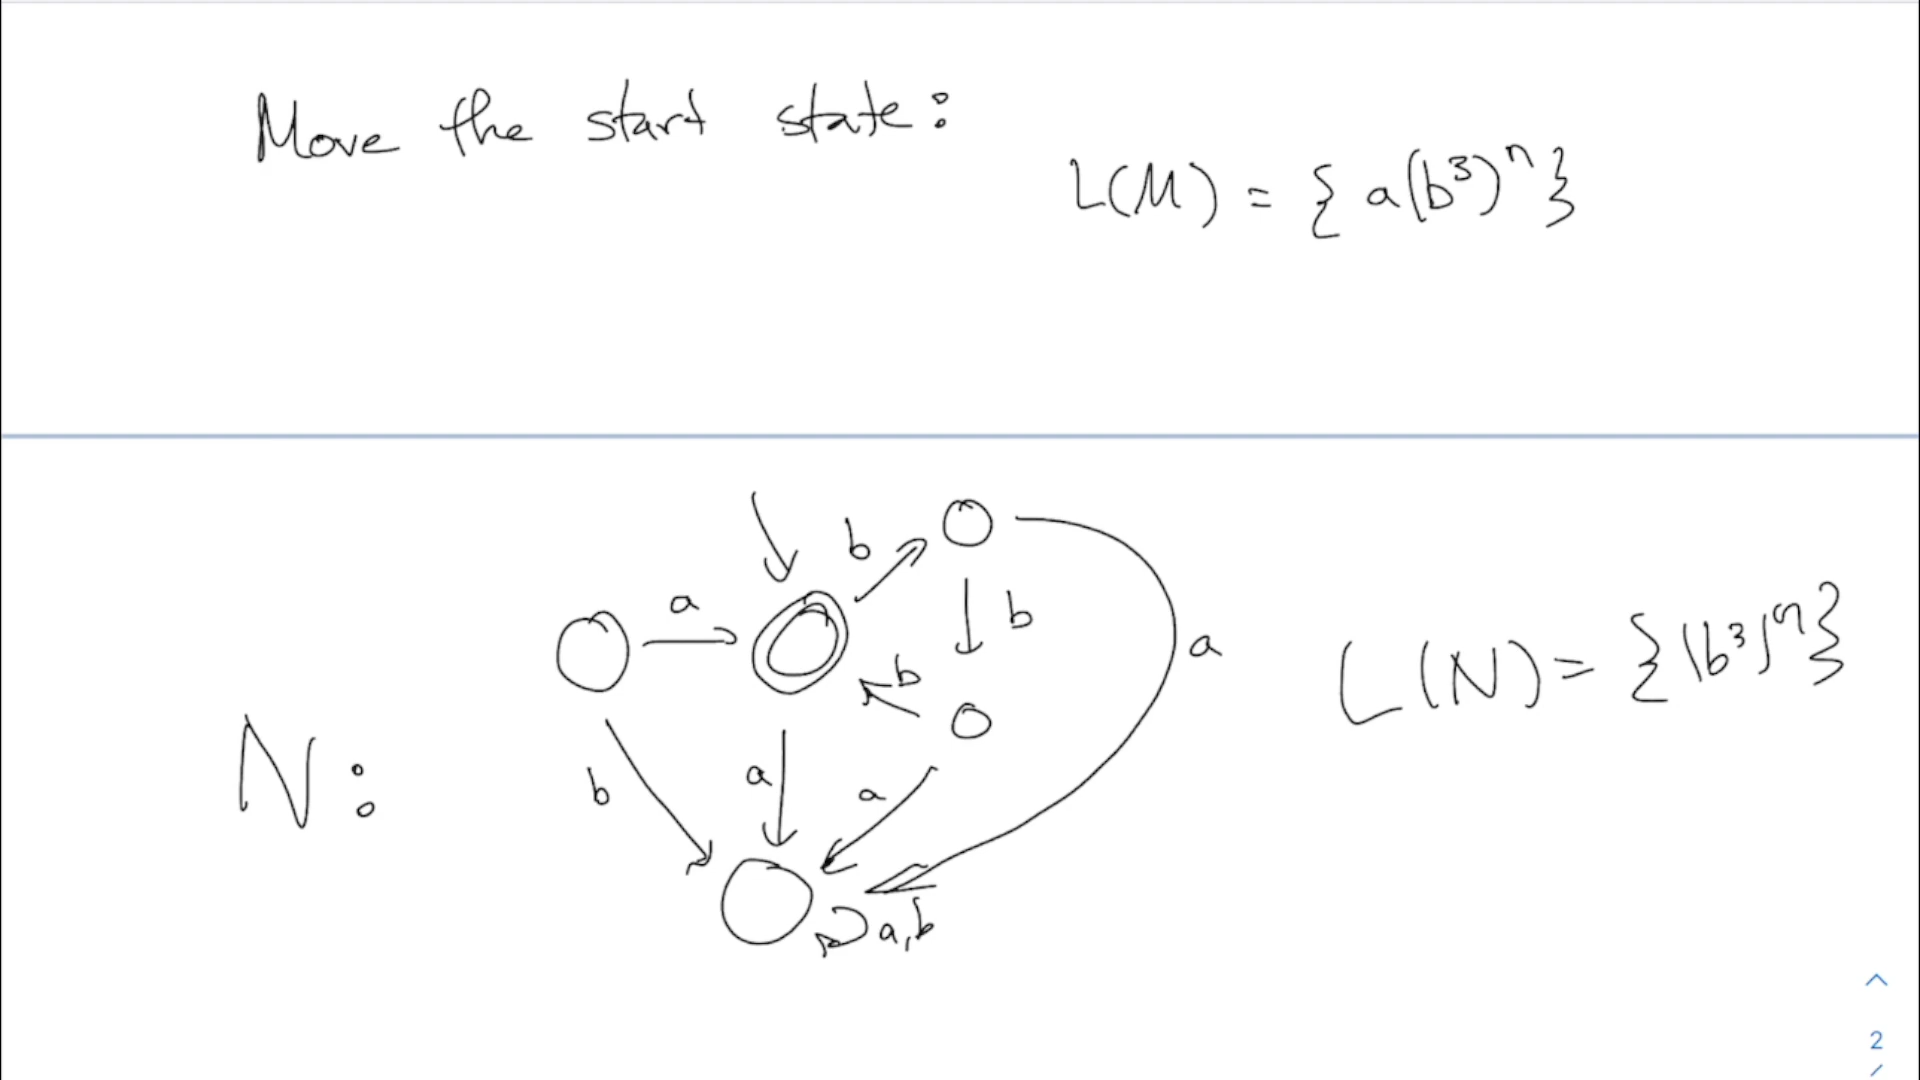 Move the start state:
L(M) = { a(b³)ⁿ }
b
a
b
a
b
L(N) = { (b³)ⁿ }
N:
b
a
a
a,b
2